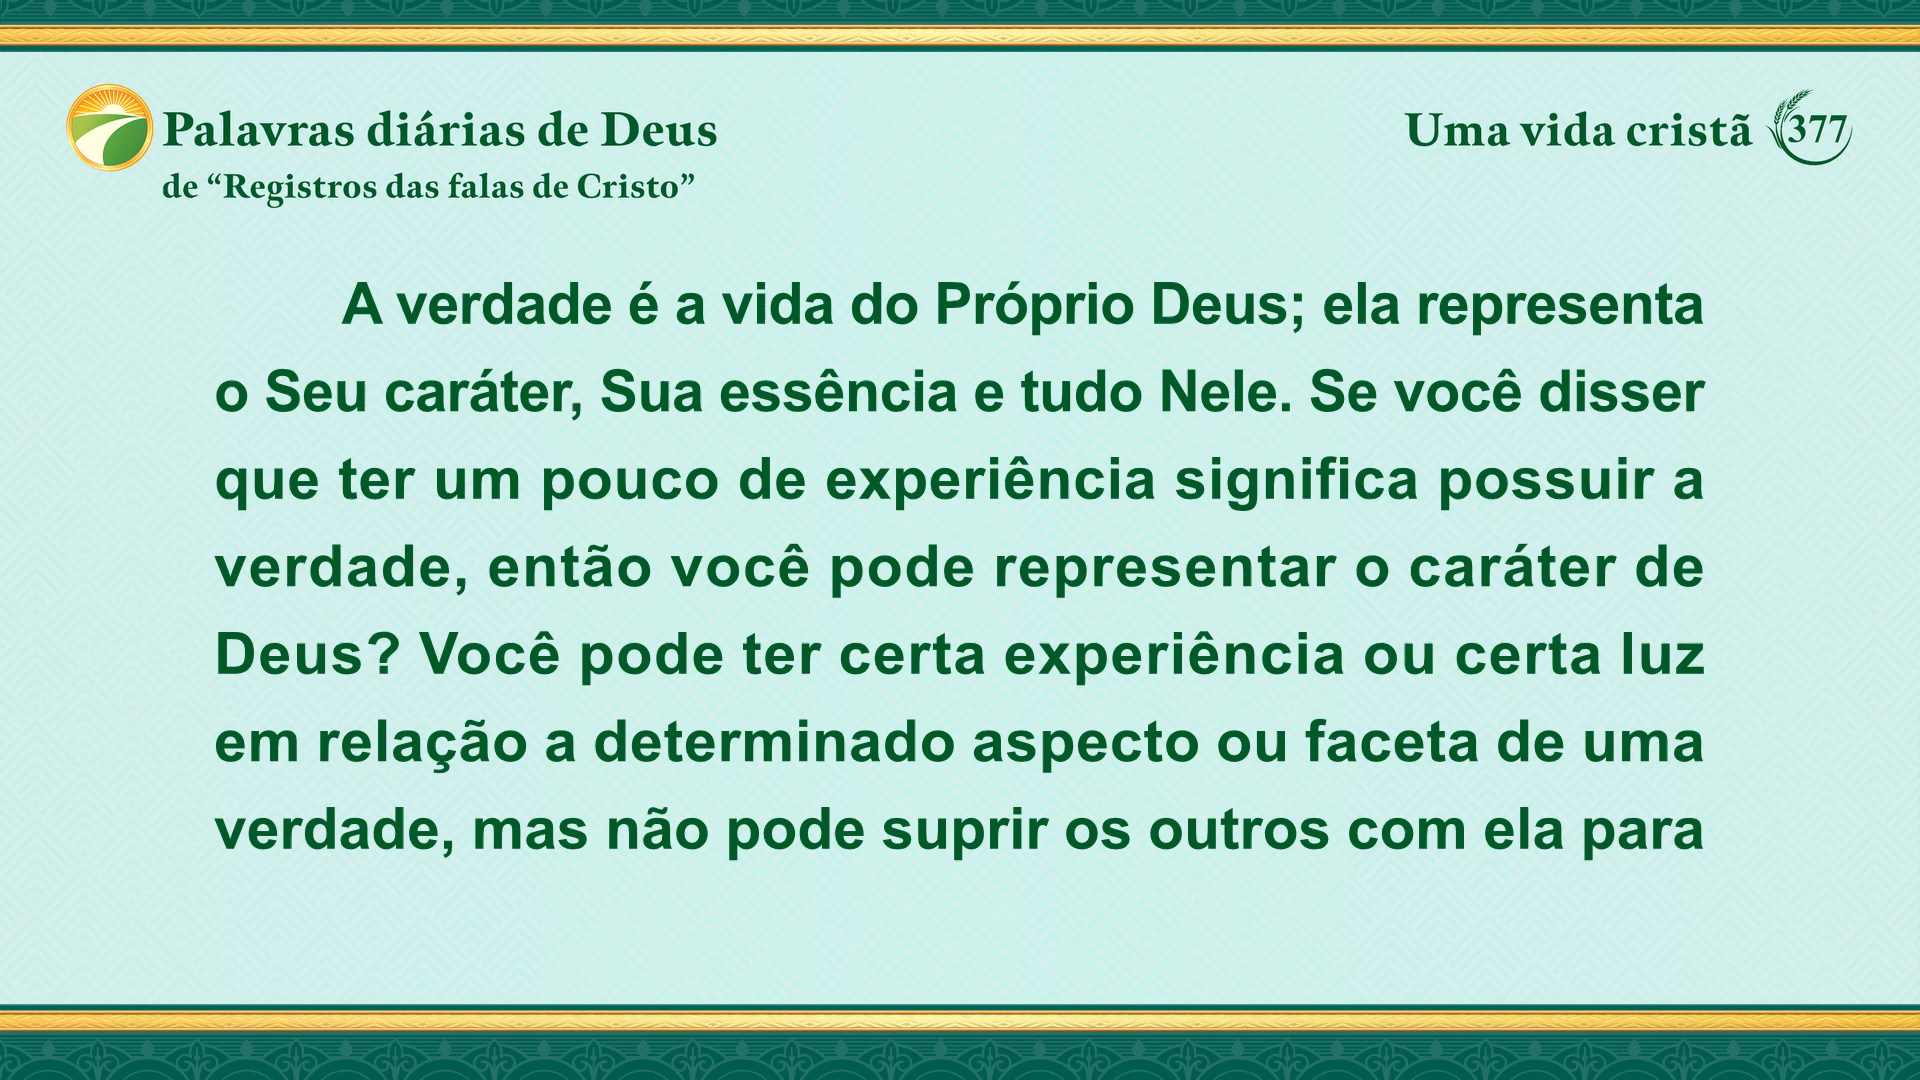 Palavras diárias de Deus
de “Registros das falas de Cristo”
Uma vida cristã 377
A verdade é a vida do Próprio Deus; ela representa
o Seu caráter, Sua essência e tudo Nele. Se você disser
que ter um pouco de experiência significa possuir a
verdade, então você pode representar o caráter de
Deus? Você pode ter certa experiência ou certa luz
em relação a determinado aspecto ou faceta de uma
verdade, mas não pode suprir os outros com ela para